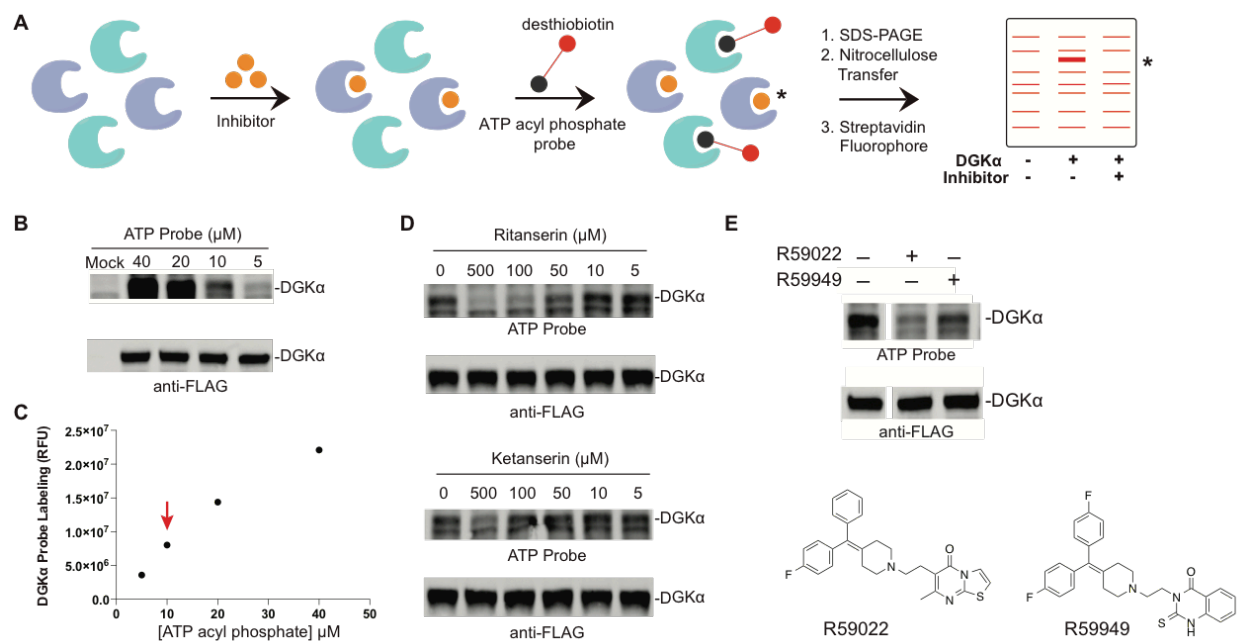 A
desthiobiotin
Inhibitor
ATP acyl phosphate
probe
*
1. SDS-PAGE
2. Nitrocellulose
Transfer
3. Streptavidin
Fluorophore
*
DGKα - + +
Inhibitor - - +
B
ATP Probe (μM)
Mock 40 20 10 5
-DGKα
-DGKα
anti-FLAG
C
DGKα Probe Labeling (RFU)
2.5×10⁷
2.0×10⁷
1.5×10⁷
1.0×10⁷
5.0×10⁶
0.0
0 10 20 30 40 50
[ATP acyl phosphate] μM
D
Ritanserin (μM)
0 500 100 50 10 5
-DGKα
ATP Probe
-DGKα
anti-FLAG
Ketanserin (μM)
0 500 100 50 10 5
-DGKα
ATP Probe
-DGKα
anti-FLAG
E
R59022 – + –
R59949 – – +
-DGKα
ATP Probe
-DGKα
anti-FLAG
F
N
O
N
N
S
R59022
F
F
N
O
N
S
N
H
R59949